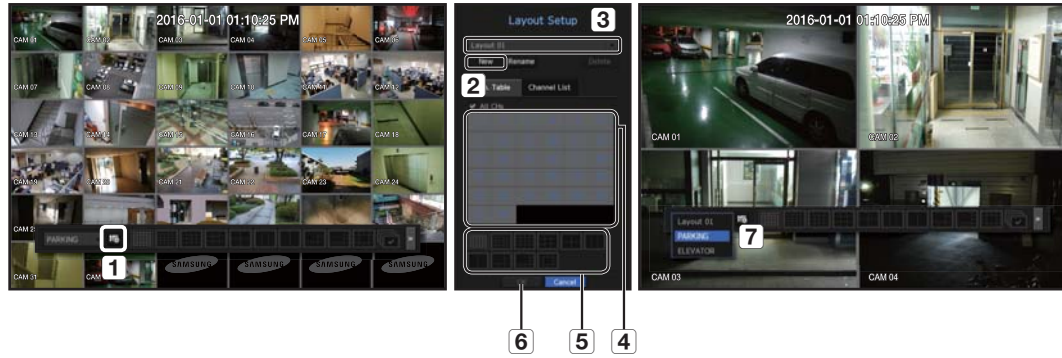 2016-01-01 01:10:25 PM
CAM 01
CAM 02
CAM 03
CAM 04
CAM 05
CAM 06
CAM 07
CAM 08
CAM 09
CAM 10
CAM 11
CAM 12
CAM 13
CAM 14
CAM 15
CAM 16
CAM 17
CAM 18
CAM 19
CAM 20
CAM 21
CAM 22
CAM 23
CAM 24
CAM 2
PARKING
1
CAM 31
CAM
SAMSUNG
SAMSUNG
SAMSUNG
SAMSUNG
Layout Setup
3
Layout 01
New Rename Delete
2
Table Channel List
All CHs
4
Cancel
6
5
2016-01-01 01:10:25 PM
CAM 01
CAM 02
Layout 01
PARKING
ELEVATOR
7
CAM 03
CAM 04